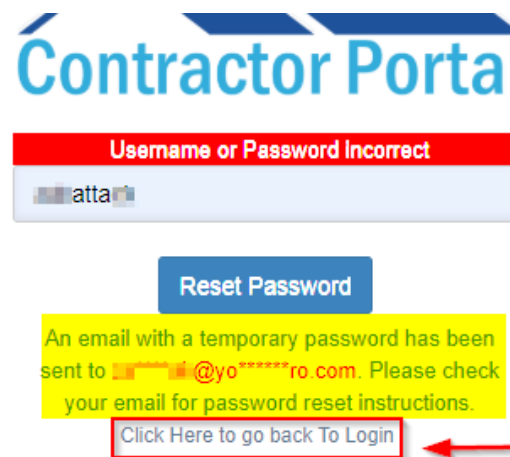 Contractor Porta
Username or Password Incorrect
atta
Reset Password
An email with a temporary password has been
sent to @yo******ro.com. Please check
your email for password reset instructions.
Click Here to go back To Login